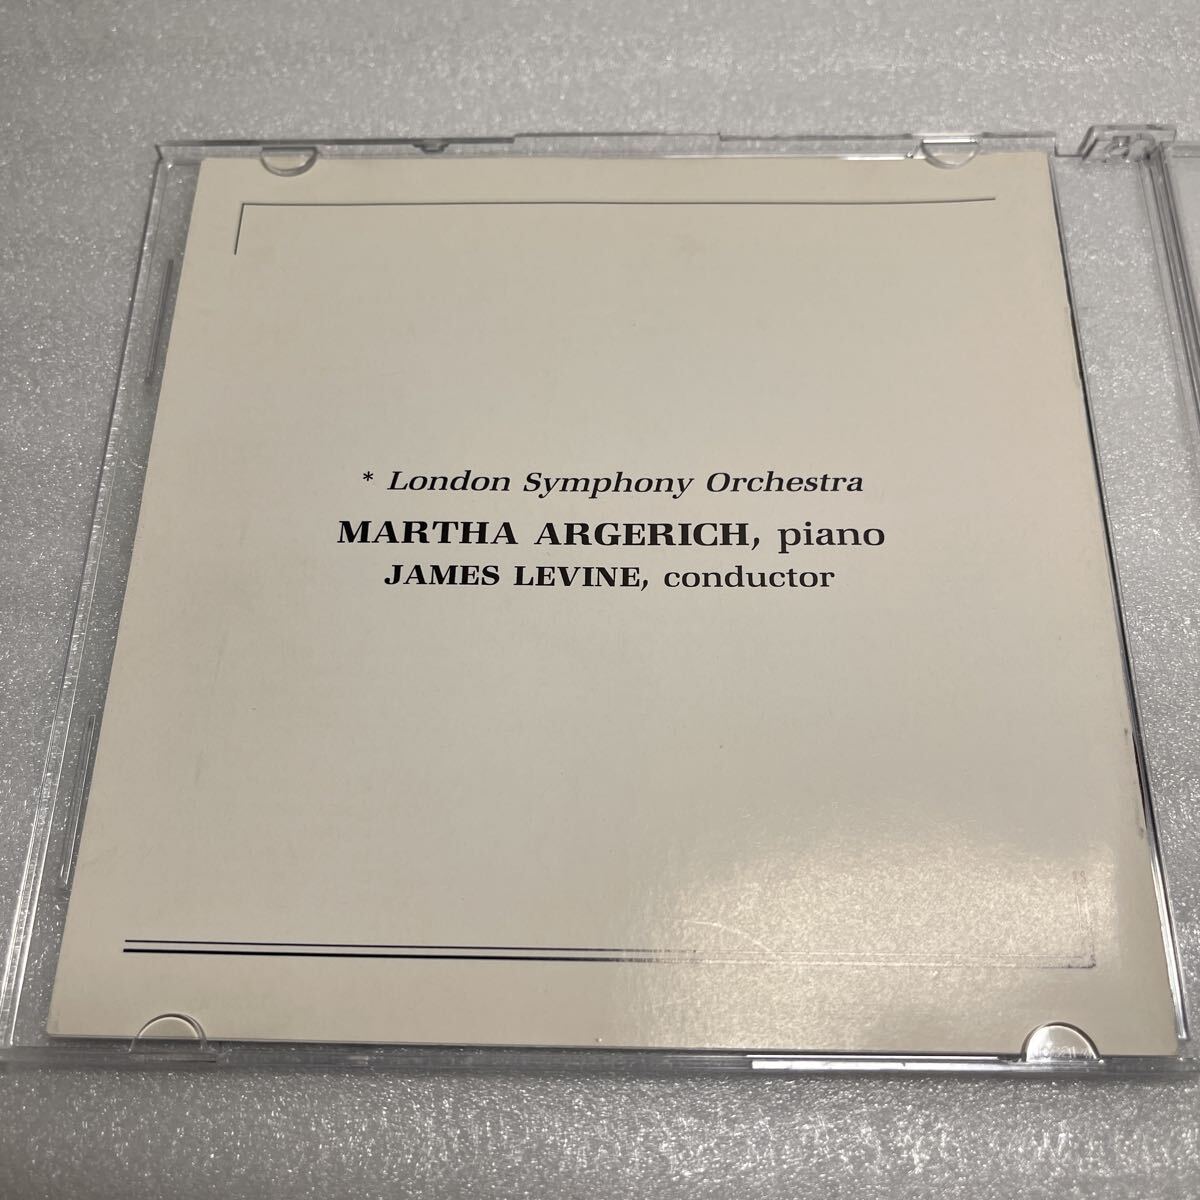 * London Symphony Orchestra
MARTHA ARGERICH, piano
JAMES LEVINE, conductor